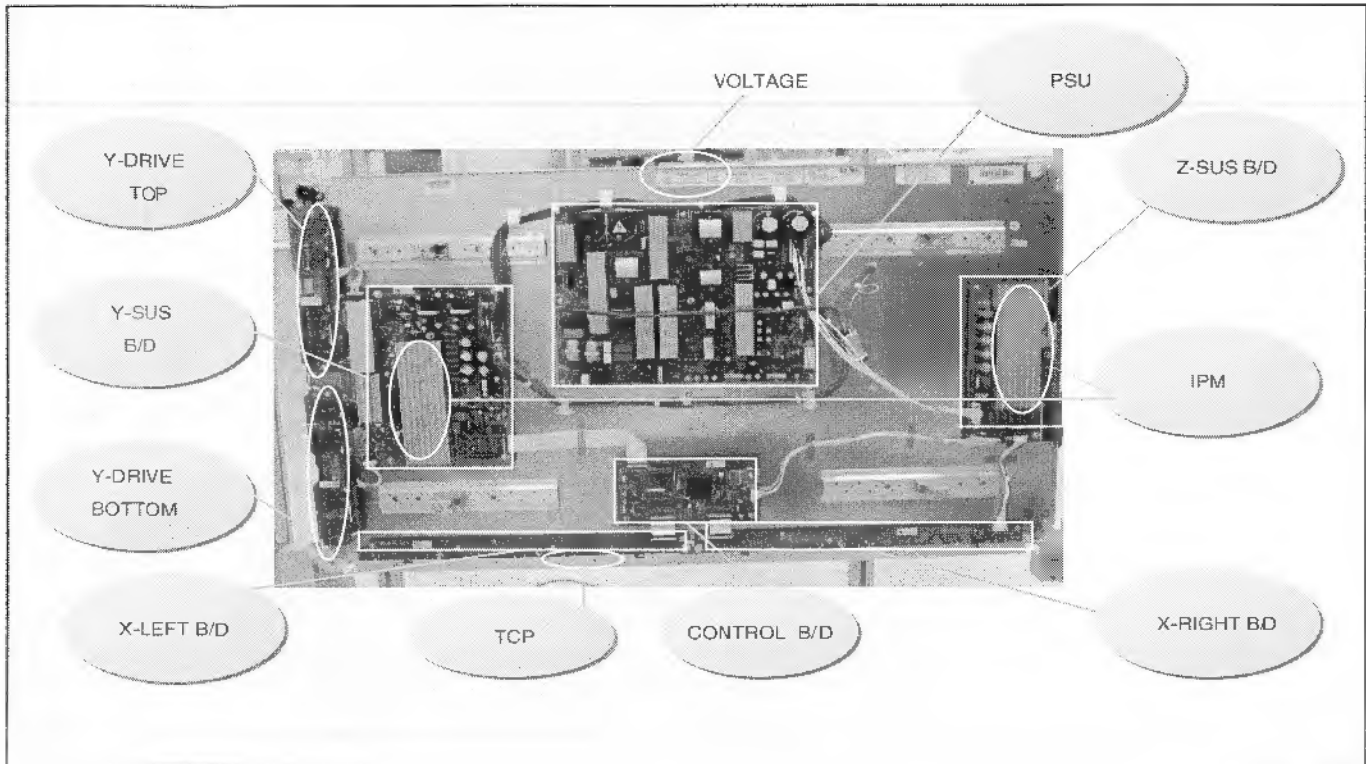 VOLTAGE
PSU
Y-DRIVE
TOP
Z-SUS B/D
Y-SUS
B/D
IPM
Y-DRIVE
BOTTOM
X-LEFT B/D
TCP
CONTROL B/D
X-RIGHT B/D